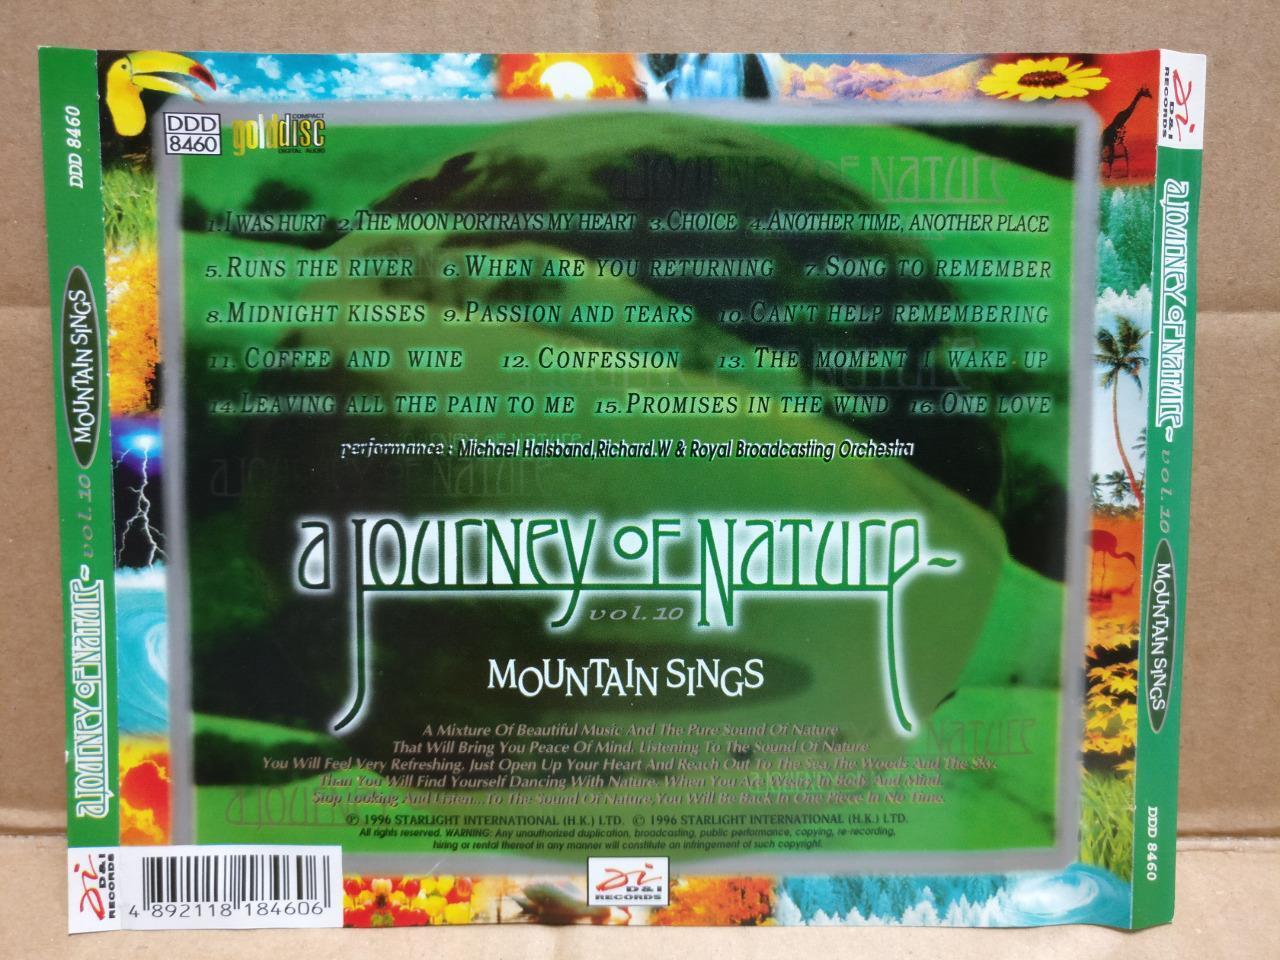 DDD 8460
MOUNTAIN SINGS
A JOURNEY OF NATURE~ vol. 10
DDD
8460
COMPACT
golddisc
DIGITAL AUDIO
A JOURNEY OF NATURE
1. I WAS HURT 2. THE MOON PORTRAYS MY HEART 3. CHOICE 4. ANOTHER TIME, ANOTHER PLACE
5. RUNS THE RIVER 6. WHEN ARE YOU RETURNING 7. SONG TO REMEMBER
8. MIDNIGHT KISSES 9. PASSION AND TEARS 10. CAN'T HELP REMEMBERING
11. COFFEE AND WINE 12. CONFESSION 13. THE MOMENT I WAKE UP
14. LEAVING ALL THE PAIN TO ME 15. PROMISES IN THE WIND 16. ONE LOVE
performance : Michael Halsband,Richard.W & Royal Broadcasting Orchestra
A JOURNEY OF NATURE~
vol. 10
MOUNTAIN SINGS
A Mixture Of Beautiful Music And The Pure Sound Of Nature
That Will Bring You Peace Of Mind. Listening To The Sound Of Nature
You Will Feel Very Refreshing. Just Open Up Your Heart And Reach Out To The Sea,The Woods And The Sky.
Than You Will Find Yourself Dancing With Nature. When You Are Weary In Body And Mind.
Stop Looking And Listen...To The Sound Of Nature,You Will Be Back In One Piece In No Time.
℗ 1996 STARLIGHT INTERNATIONAL (H.K.) LTD. © 1996 STARLIGHT INTERNATIONAL (H.K.) LTD.
All rights reserved. WARNING: Any unauthorized duplication, broadcasting, public performance, copying, re-recording,
hiring or rental thereof in any manner will constitute an infringement of such copyright.
D&I
RECORDS
4 892118 184606
D&I
RECORDS
D&I
RECORDS
A JOURNEY OF NATURE~ vol. 10
MOUNTAIN SINGS
DDD 8460